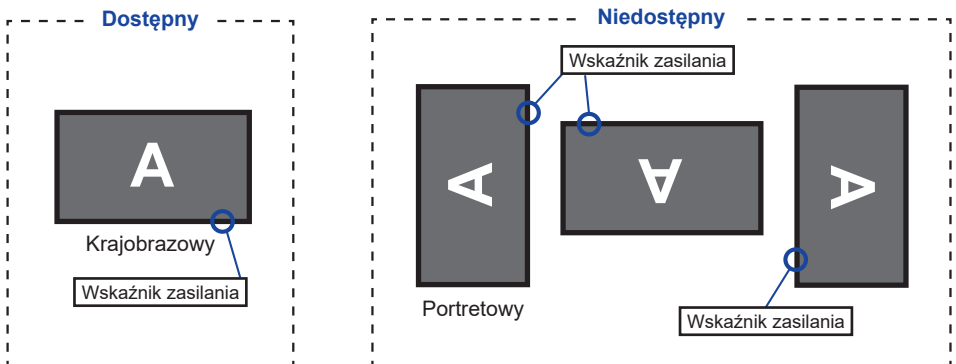 Dostępny
A
Krajobrazowy
Wskaźnik zasilania
Niedostępny
Wskaźnik zasilania
A
A
A
Portretowy
Wskaźnik zasilania